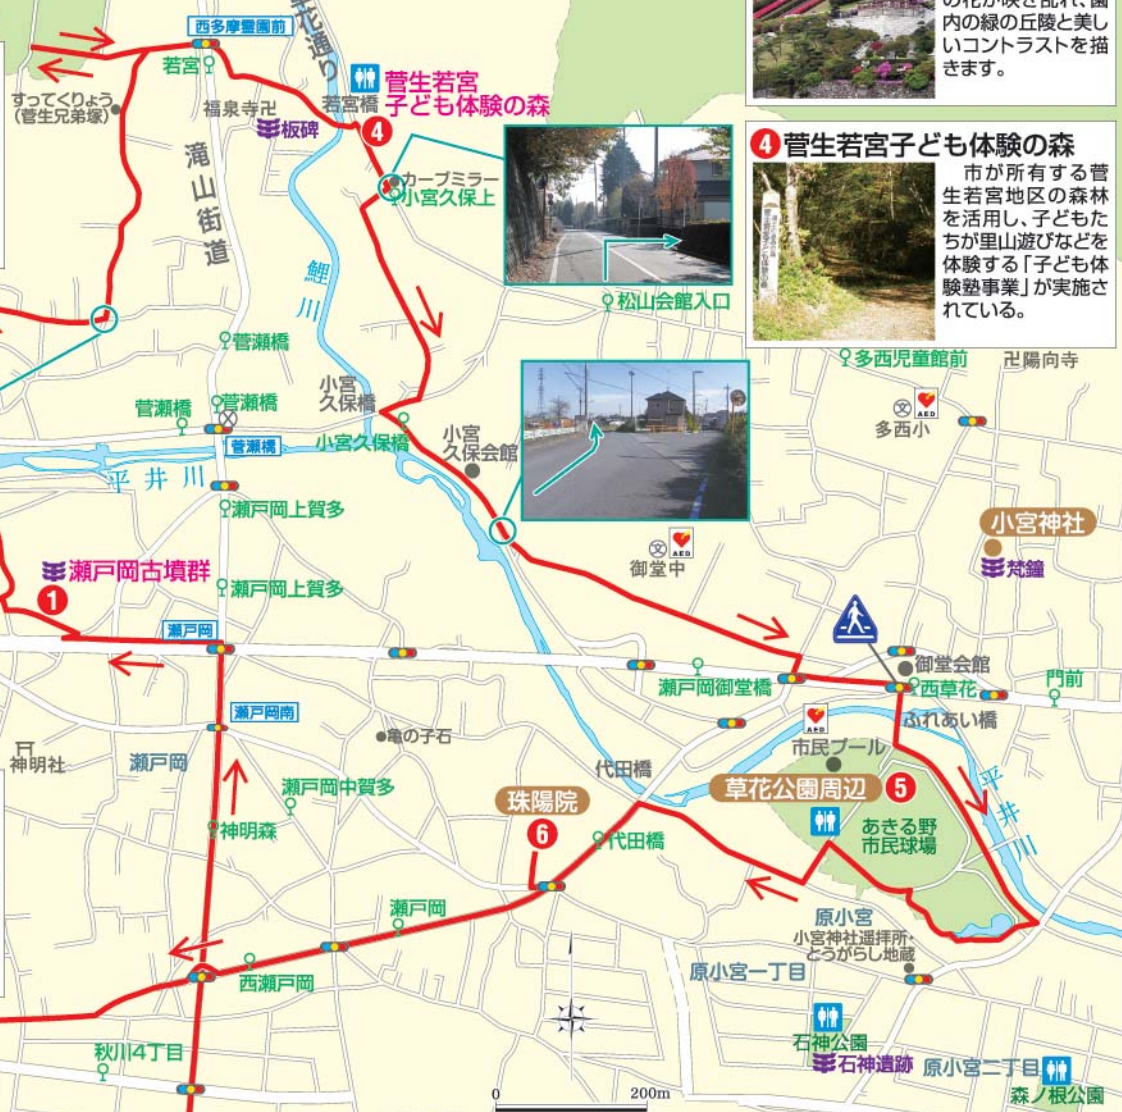 西多摩霊園前
草花通り
の花が咲き乱れ、園
内の緑の丘陵と美し
いコントラストを描
きます。
若宮
すってくりょう
(菅生兄弟塚)
福泉寺卍
板碑
若宮橋
菅生若宮
子ども体験の森
4
カーブミラー
小宮久保上
滝山街道
鯉川
松山会館入口
4 菅生若宮子ども体験の森
市が所有する菅
生若宮地区の森林
を活用し、子どもた
ちが里山遊びなどを
体験する「子ども体
験塾事業」が実施さ
れている。
菅瀬橋
多西児童館前
卍陽向寺
菅瀬橋
菅瀬橋
小宮
久保橋
小宮久保橋
小宮
久保会館
菅瀬橋
平井川
文
AED
多西小
瀬戸岡上賀多
小宮神社
梵鐘
文
AED
御堂中
瀬戸岡古墳群
1
瀬戸岡上賀多
瀬戸岡
瀬戸岡御堂橋
御堂会館
西草花
門前
瀬戸岡南
亀の子石
神明社
瀬戸岡
AED
市民プール
ふれあい橋
平井川
代田橋
草花公園周辺
5
瀬戸岡中賀多
珠陽院
6
神明森
代田橋
あきる野
市民球場
瀬戸岡
西瀬戸岡
原小宮
小宮神社遥拝所・
とうがらし地蔵
原小宮一丁目
石神公園
石神遺跡
原小宮二丁目
森ノ根公園
秋川4丁目
0
200m